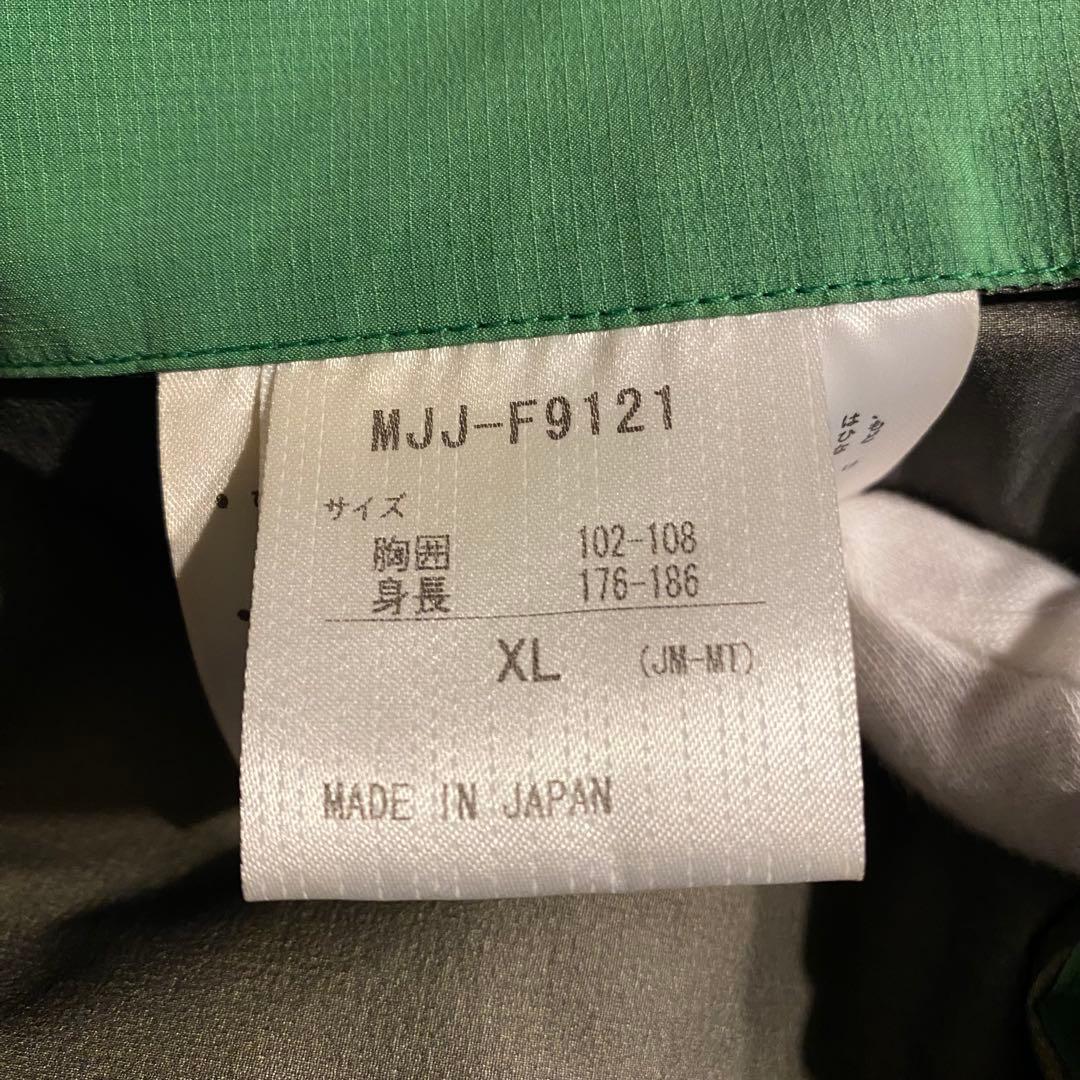 MJJ-F9121
サイズ
胸囲 102-108
身長 176-186
XL (JM-MT)
MADE IN JAPAN